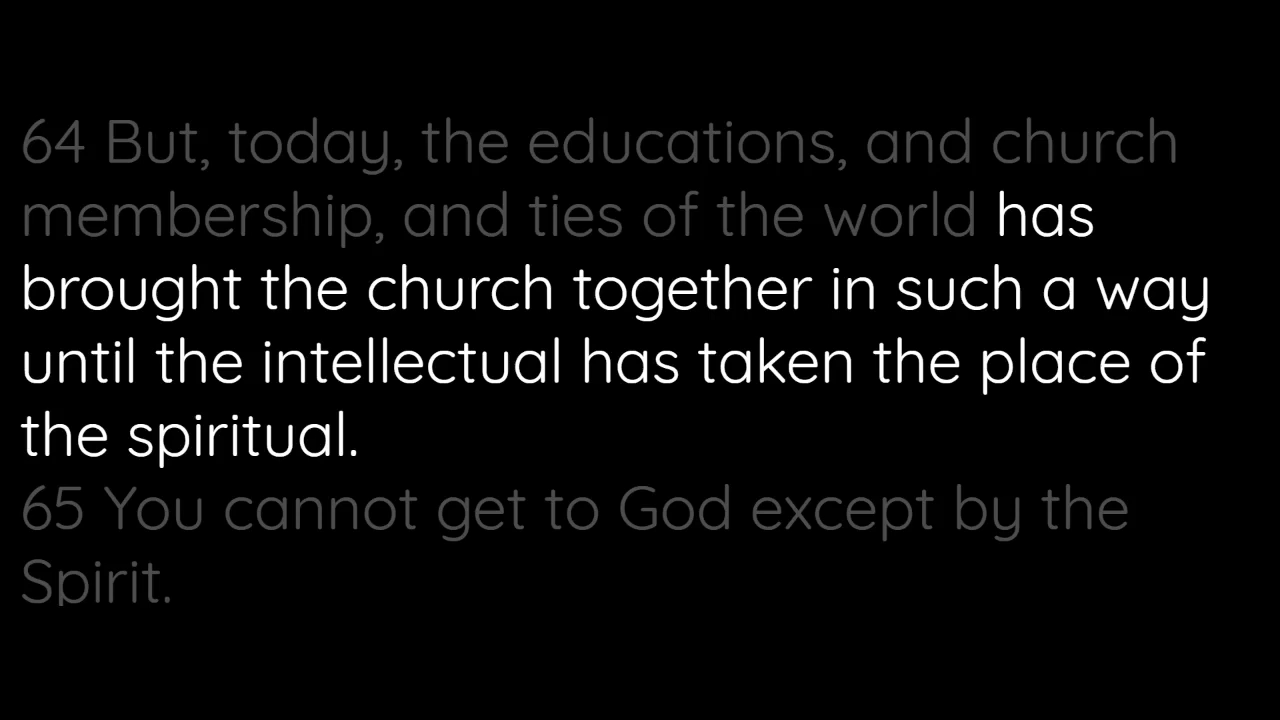 64 But, today, the educations, and church
membership, and ties of the world has
brought the church together in such a way
until the intellectual has taken the place of
the spiritual.
65 You cannot get to God except by the
Spirit.